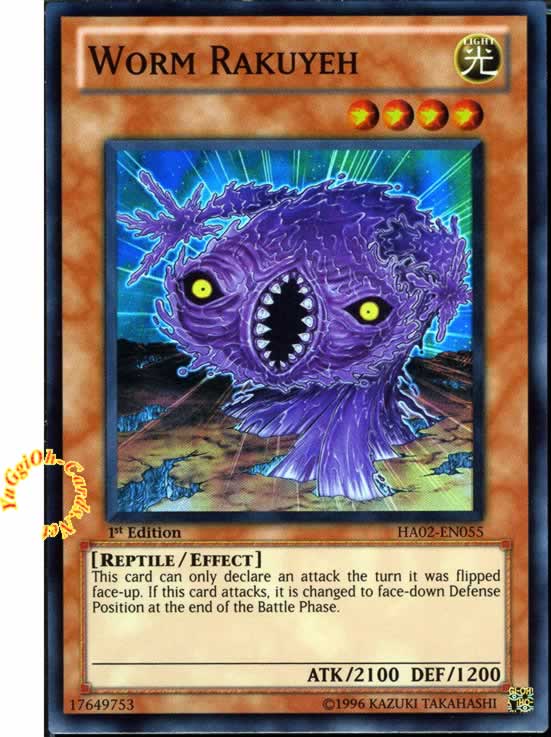 WORM RAKUYEH
LIGHT
光
YuGgiOh-Cards.Net
1st Edition
HA02-EN055
[REPTILE/EFFECT]
This card can only declare an attack the turn it was flipped
face-up. If this card attacks, it is changed to face-down Defense
Position at the end of the Battle Phase.
ATK/2100 DEF/1200
17649753
©1996 KAZUKI TAKAHASHI